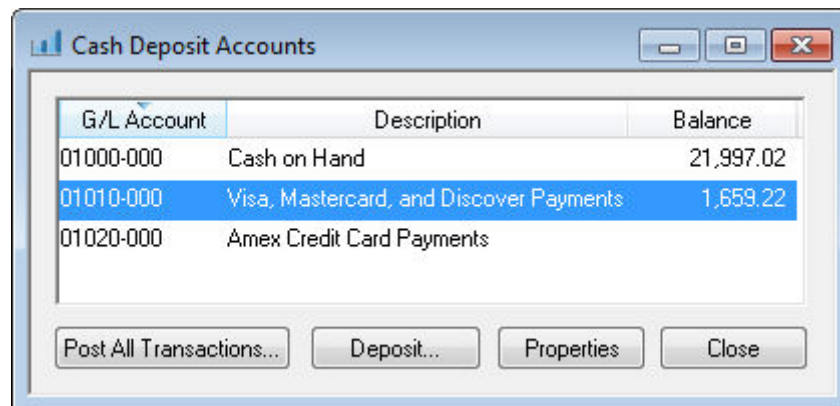 Cash Deposit Accounts
G/L Account Description Balance
01000-000 Cash on Hand 21,997.02
01010-000 Visa, Mastercard, and Discover Payments 1,659.22
01020-000 Amex Credit Card Payments
Post All Transactions... Deposit... Properties Close